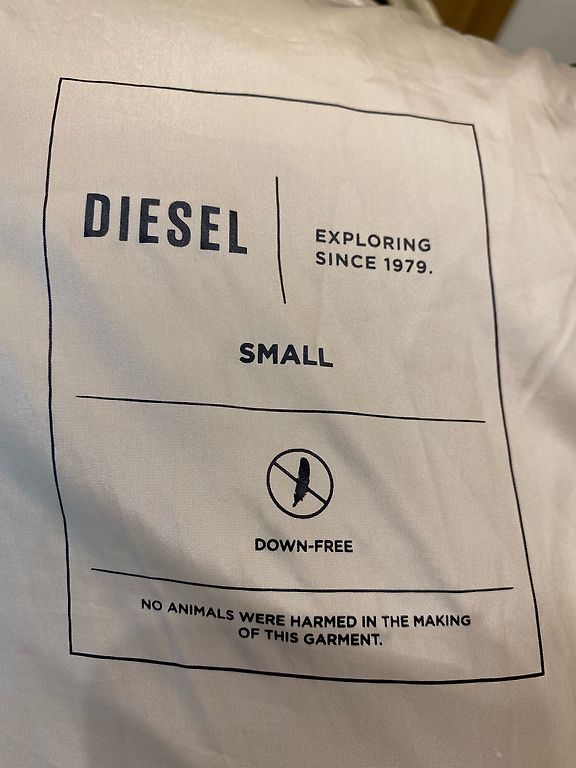 DIESEL
EXPLORING
SINCE 1979.
SMALL
DOWN-FREE
NO ANIMALS WERE HARMED IN THE MAKING
OF THIS GARMENT.